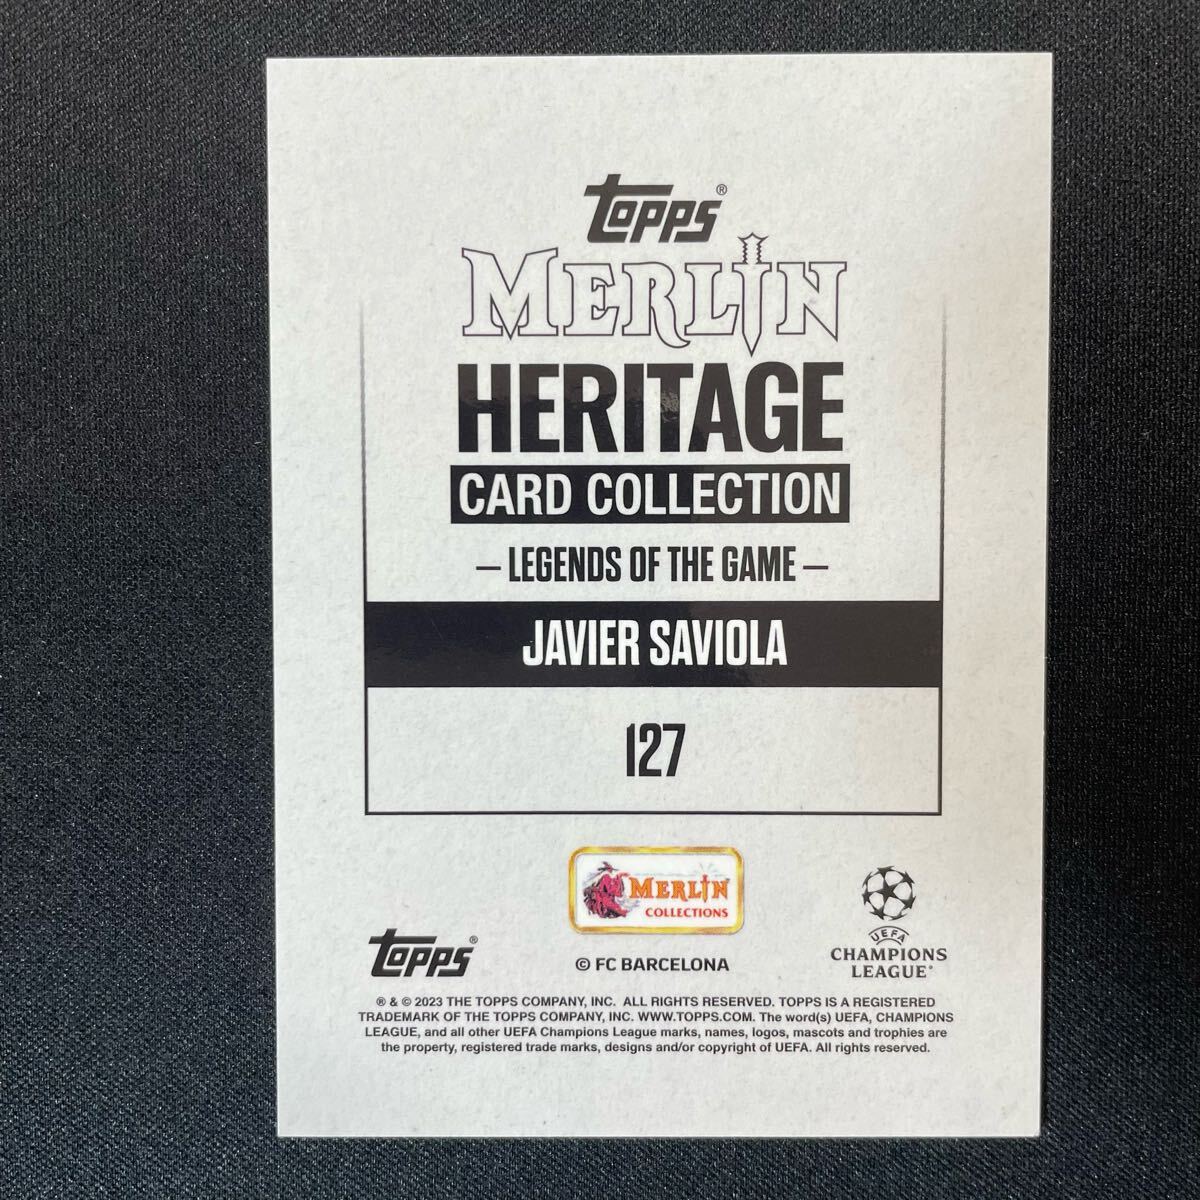 Topps®
MERLIN
HERITAGE
CARD COLLECTION
– LEGENDS OF THE GAME –
JAVIER SAVIOLA
127
MERLIN
COLLECTIONS
Topps®
© FC BARCELONA
UEFA
CHAMPIONS
LEAGUE®
® & © 2023 THE TOPPS COMPANY, INC. ALL RIGHTS RESERVED. TOPPS IS A REGISTERED
TRADEMARK OF THE TOPPS COMPANY, INC. WWW.TOPPS.COM. The word(s) UEFA, CHAMPIONS
LEAGUE, and all other UEFA Champions League marks, names, logos, mascots and trophies are
the property, registered trade marks, designs and/or copyright of UEFA. All rights reserved.